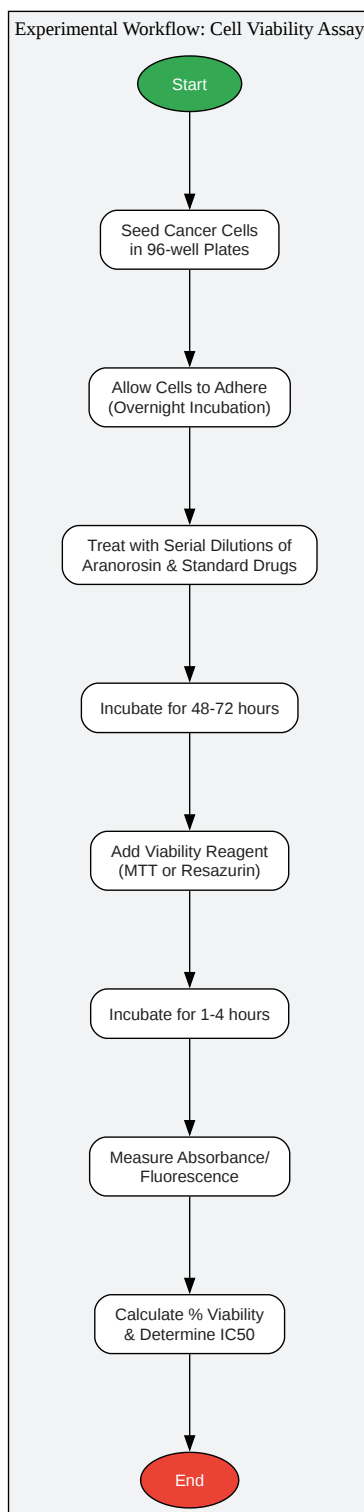 Experimental Workflow: Cell Viability Assay
Start
Seed Cancer Cells
in 96-well Plates
Allow Cells to Adhere
(Overnight Incubation)
Treat with Serial Dilutions of
Aranorosin & Standard Drugs
Incubate for 48-72 hours
Add Viability Reagent
(MTT or Resazurin)
Incubate for 1-4 hours
Measure Absorbance/
Fluorescence
Calculate % Viability
& Determine IC50
End